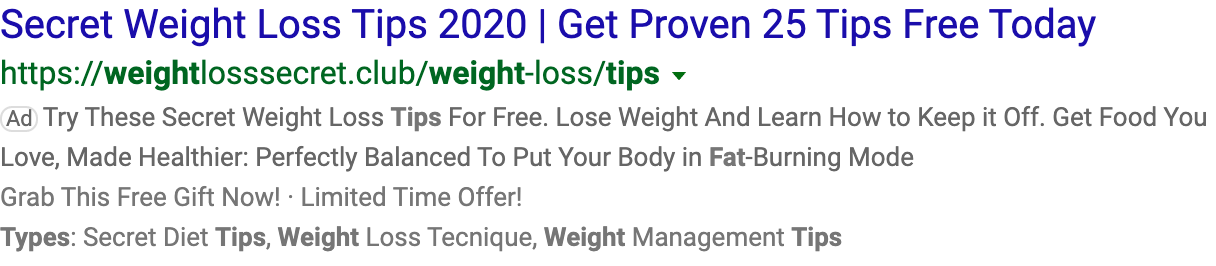 Secret Weight Loss Tips 2020 | Get Proven 25 Tips Free Today
https://weightlosssecret.club/weight-loss/tips
Ad Try These Secret Weight Loss Tips For Free. Lose Weight And Learn How to Keep it Off. Get Food You
Love, Made Healthier: Perfectly Balanced To Put Your Body in Fat-Burning Mode
Grab This Free Gift Now! · Limited Time Offer!
Types: Secret Diet Tips, Weight Loss Tecnique, Weight Management Tips